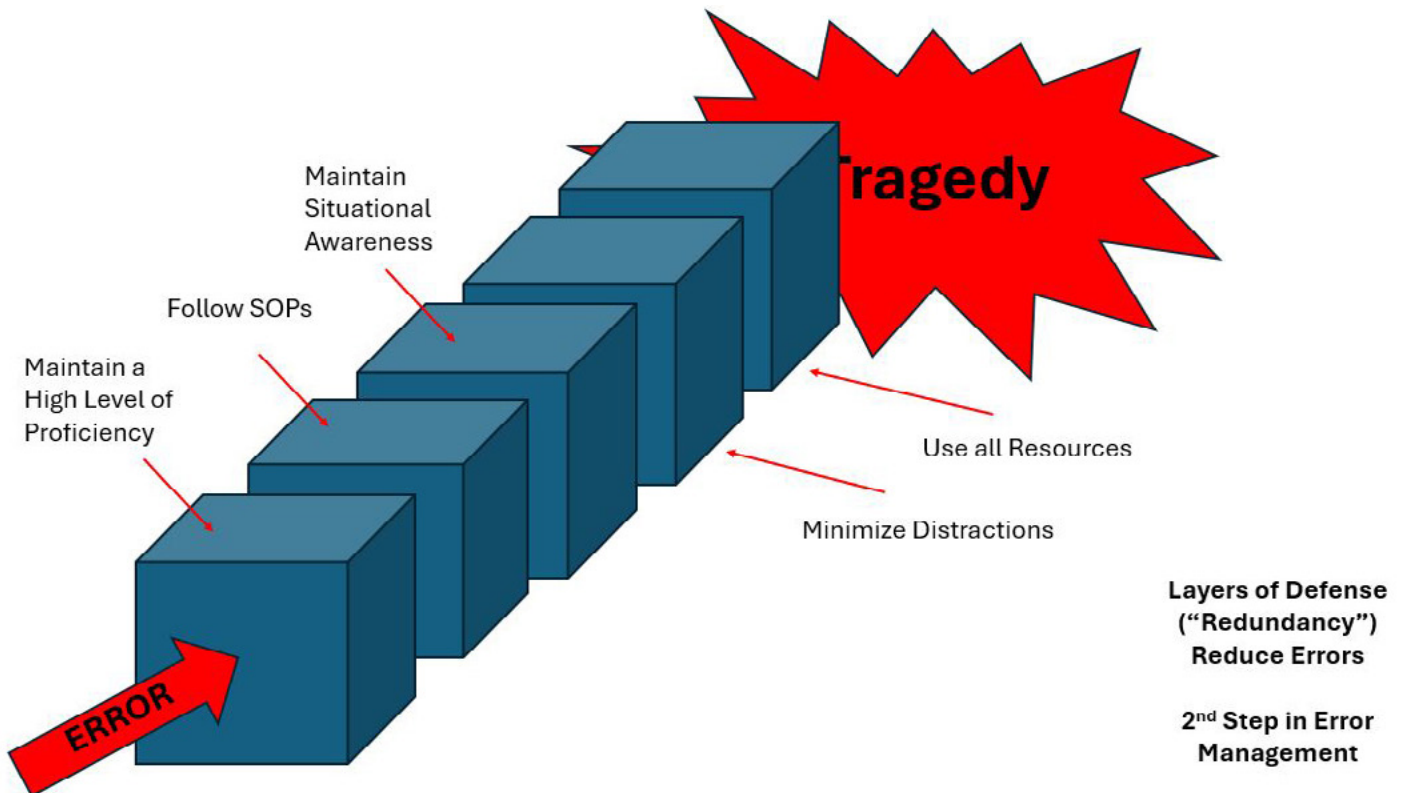 Tragedy
Maintain
Situational
Awareness
Follow SOPs
Maintain a
High Level of
Proficiency
Use all Resources
Minimize Distractions
ERROR
Layers of Defense
(“Redundancy”)
Reduce Errors
2nd Step in Error
Management